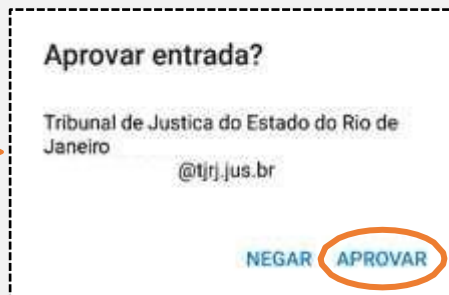 Aprovar entrada?
Tribunal de Justica do Estado do Rio de
Janeiro
@tjrj.jus.br
NEGAR APROVAR